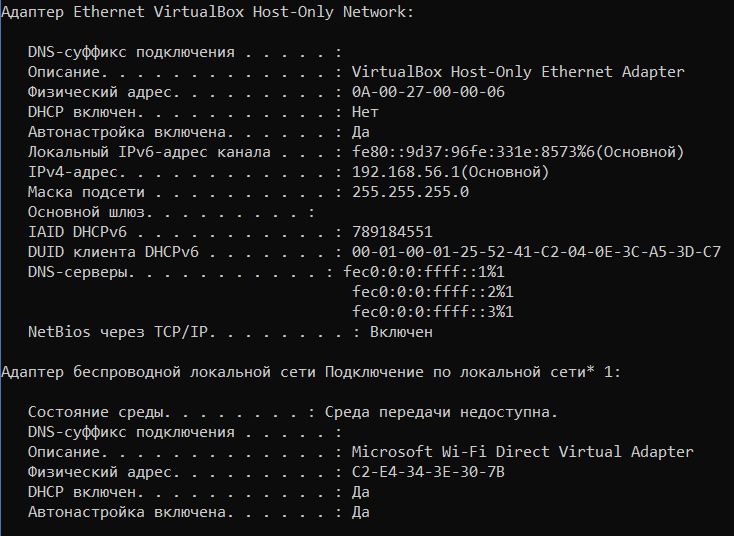 Адаптер Ethernet VirtualBox Host-Only Network:
DNS-суффикс подключения . . . . . :
Описание. . . . . . . . . . . . . : VirtualBox Host-Only Ethernet Adapter
Физический адрес. . . . . . . . . : 0A-00-27-00-00-06
DHCP включен. . . . . . . . . . . : Нет
Автонастройка включена. . . . . . : Да
Локальный IPv6-адрес канала . . . : fe80::9d37:96fe:331e:8573%6(Основной)
IPv4-адрес. . . . . . . . . . . . : 192.168.56.1(Основной)
Маска подсети . . . . . . . . . . : 255.255.255.0
Основной шлюз. . . . . . . . . :
IAID DHCPv6 . . . . . . . . . . . : 789184551
DUID клиента DHCPv6 . . . . . . . : 00-01-00-01-25-52-41-C2-04-0E-3C-A5-3D-C7
DNS-серверы. . . . . . . . . . . : fec0:0:0:ffff::1%1
fec0:0:0:ffff::2%1
fec0:0:0:ffff::3%1
NetBios через TCP/IP. . . . . . . . : Включен
Адаптер беспроводной локальной сети Подключение по локальной сети* 1:
Состояние среды. . . . . . . . : Среда передачи недоступна.
DNS-суффикс подключения . . . . . :
Описание. . . . . . . . . . . . . : Microsoft Wi-Fi Direct Virtual Adapter
Физический адрес. . . . . . . . . : C2-E4-34-3E-30-7B
DHCP включен. . . . . . . . . . . : Да
Автонастройка включена. . . . . . : Да